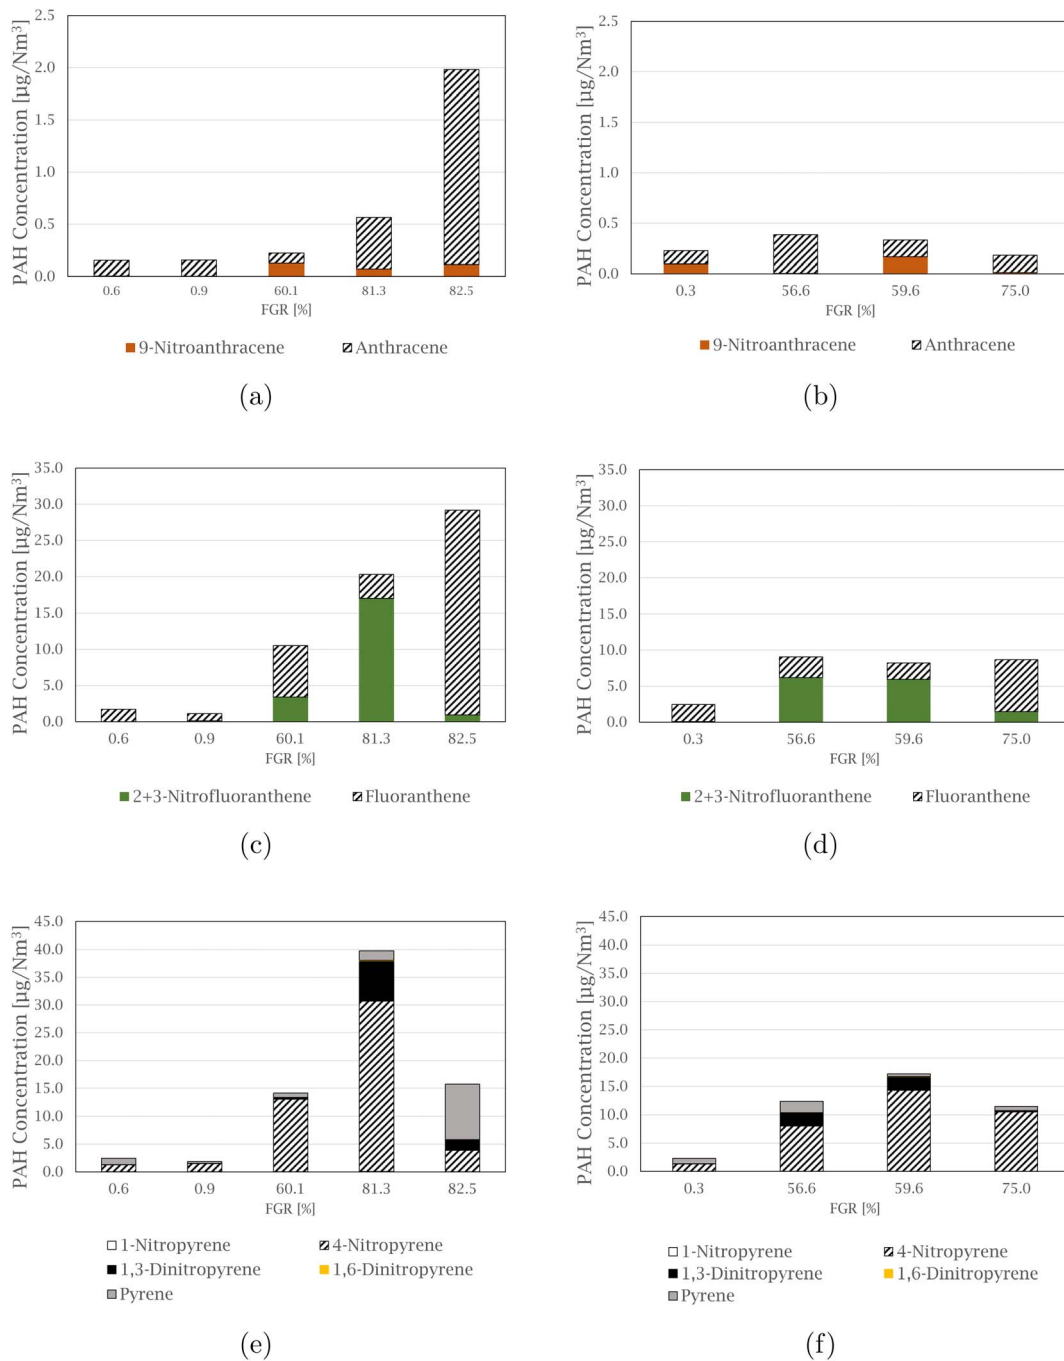 PAH Concentration [µg/Nm³]
2.5
2.0
1.5
1.0
0.5
0.0
0.6 0.9 60.1 81.3 82.5
FGR [%]
9-Nitroanthracene Anthracene
(a)
PAH Concentration [µg/Nm³]
2.5
2.0
1.5
1.0
0.5
0.0
0.3 56.6 59.6 75.0
FGR [%]
9-Nitroanthracene Anthracene
(b)
PAH Concentration [µg/Nm³]
35.0
30.0
25.0
20.0
15.0
10.0
5.0
0.0
0.6 0.9 60.1 81.3 82.5
FGR [%]
2+3-Nitrofluoranthene Fluoranthene
(c)
PAH Concentration [µg/Nm³]
35.0
30.0
25.0
20.0
15.0
10.0
5.0
0.0
0.3 56.6 59.6 75.0
FGR [%]
2+3-Nitrofluoranthene Fluoranthene
(d)
PAH Concentration [µg/Nm³]
45.0
40.0
35.0
30.0
25.0
20.0
15.0
10.0
5.0
0.0
0.6 0.9 60.1 81.3 82.5
FGR [%]
1-Nitropyrene 4-Nitropyrene
1,3-Dinitropyrene 1,6-Dinitropyrene
Pyrene
(e)
PAH Concentration [µg/Nm³]
45.0
40.0
35.0
30.0
25.0
20.0
15.0
10.0
5.0
0.0
0.3 56.6 59.6 75.0
FGR [%]
1-Nitropyrene 4-Nitropyrene
1,3-Dinitropyrene 1,6-Dinitropyrene
Pyrene
(f)